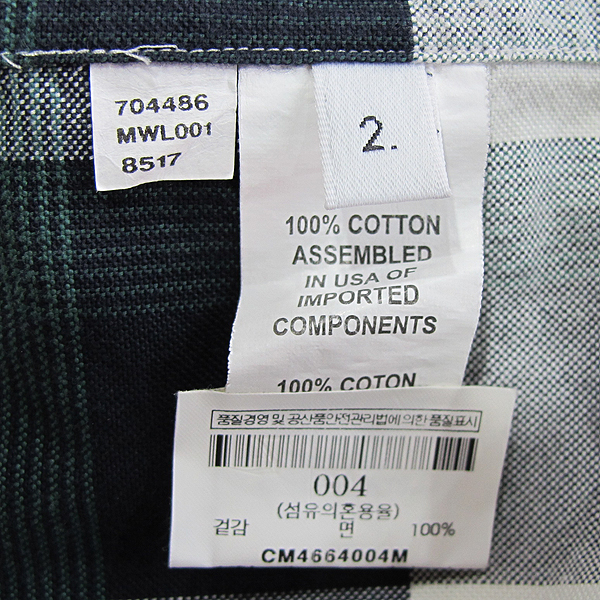 704486
MWL001
8517
2.
100% COTTON
ASSEMBLED
IN USA OF
IMPORTED
COMPONENTS
100% COTON
품질경영 및 공산품안전관리법에 의한 품질표시
004
(섬유의혼용율)
겉감 면 100%
CM4664004M